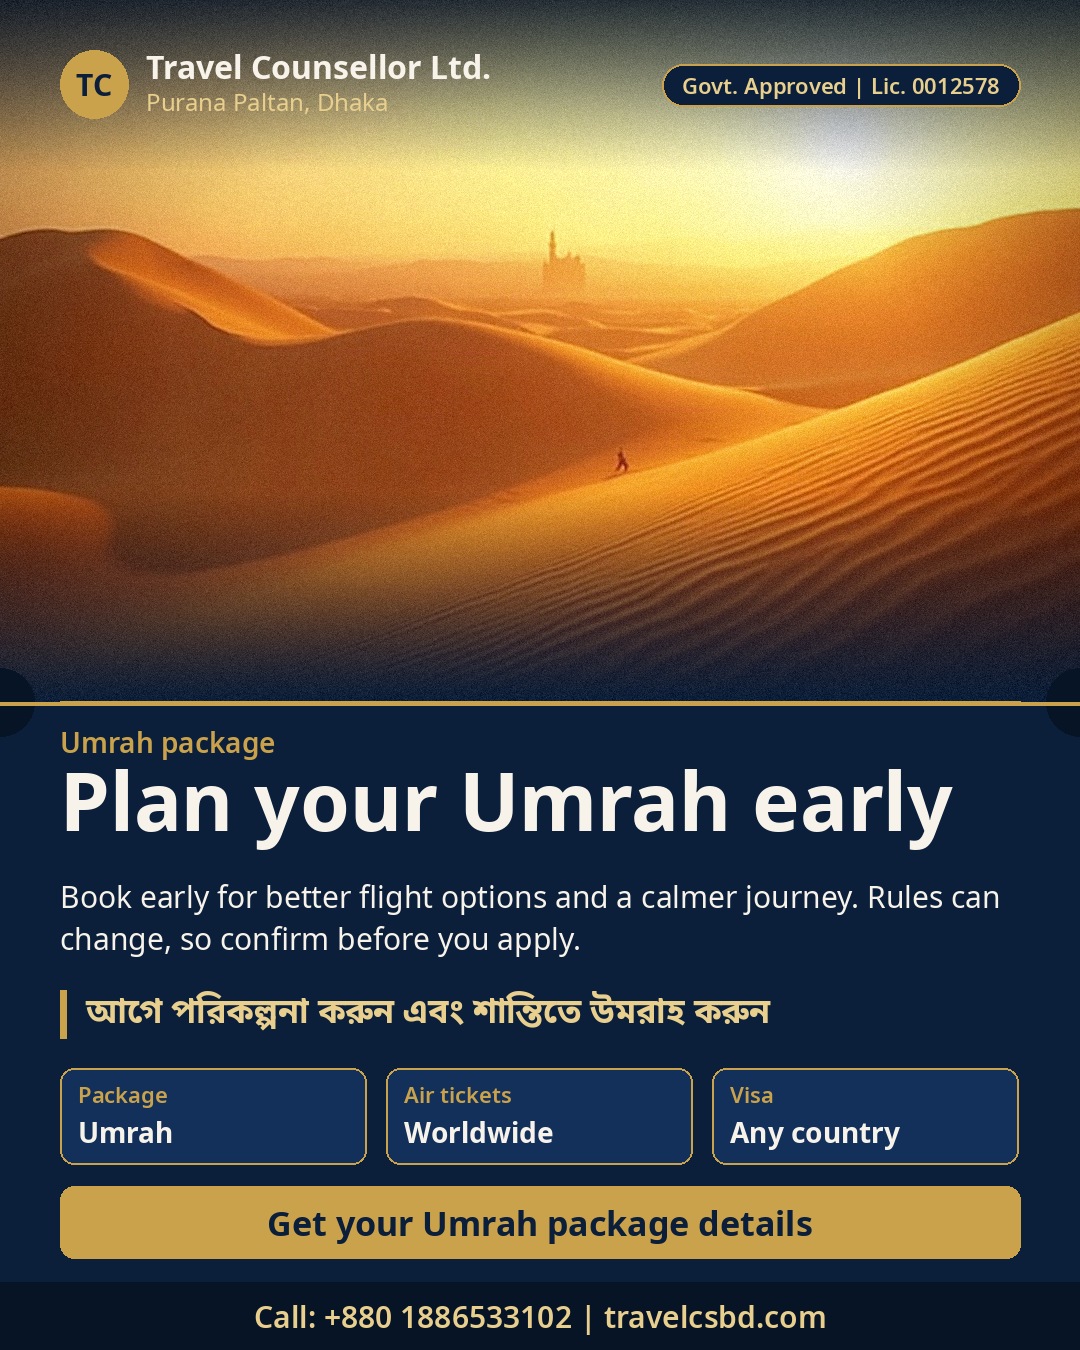 TC
Travel Counsellor Ltd.
Purana Paltan, Dhaka
Govt. Approved | Lic. 0012578
Umrah package
Plan your Umrah early
Book early for better flight options and a calmer journey. Rules can
change, so confirm before you apply.
আগে পরিকল্পনা করুন এবং শান্তিতে উমরাহ করুন
Package
Umrah
Air tickets
Worldwide
Visa
Any country
Get your Umrah package details
Call: +880 1886533102 | travelcsbd.com